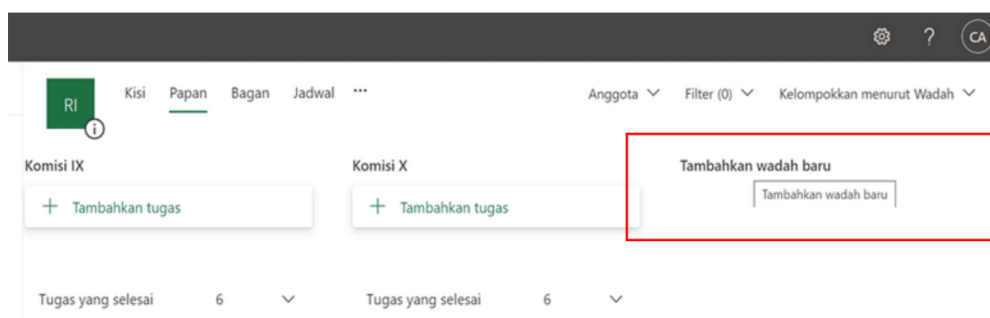 ? CA
RI Kisi Papan Bagan Jadwal ··· Anggota Filter (0) Kelompokkan menurut Wadah
Komisi IX Komisi X Tambahkan wadah baru
+ Tambahkan tugas + Tambahkan tugas Tambahkan wadah baru
Tugas yang selesai 6 Tugas yang selesai 6